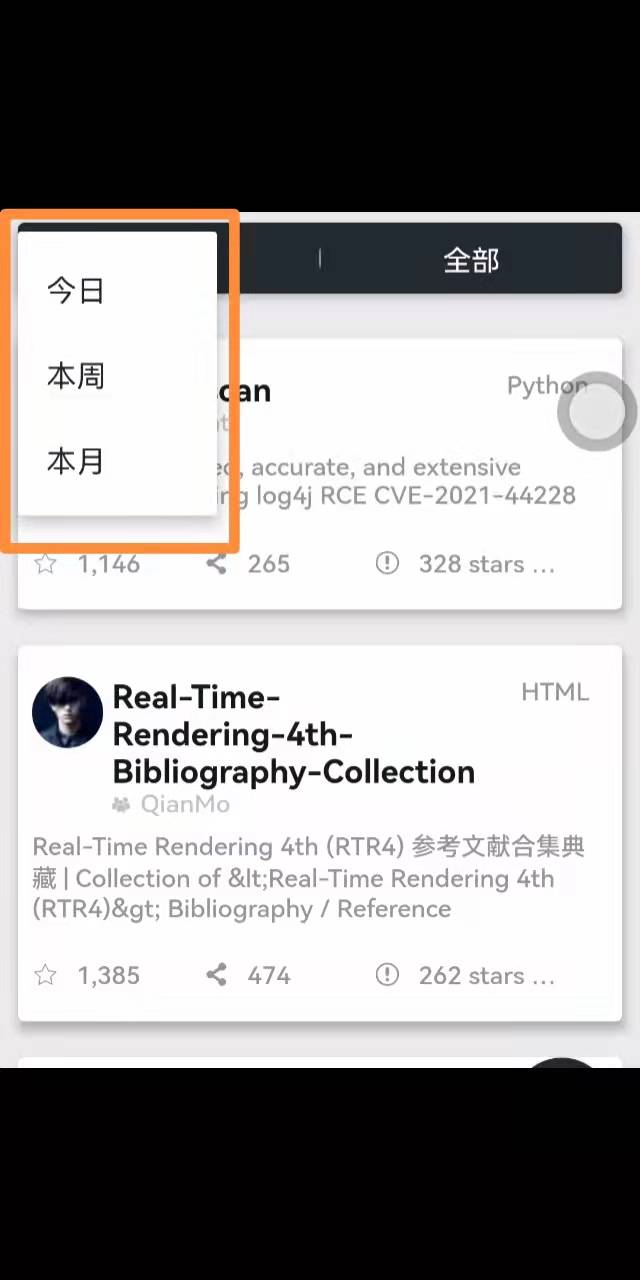 全部
今日
本周
本月
can
Python
ed, accurate, and extensive
ing log4j RCE CVE-2021-44228
1,146
265
328 stars ...
Real-Time-
Rendering-4th-
Bibliography-Collection
HTML
QianMo
Real-Time Rendering 4th (RTR4) 参考文献合集典
藏 | Collection of &lt;Real-Time Rendering 4th
(RTR4)&gt; Bibliography / Reference
1,385
474
262 stars ...